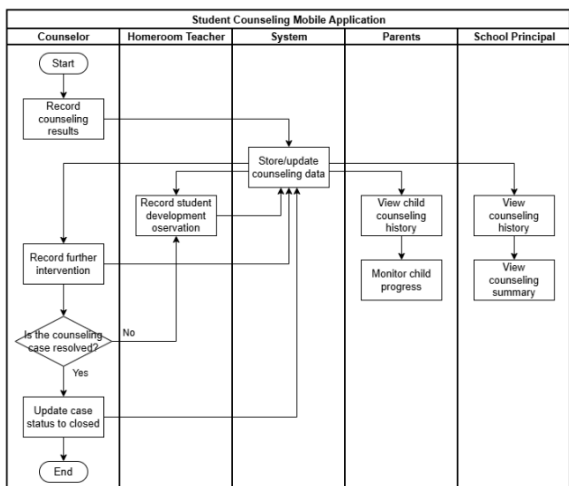 Student Counseling Mobile Application
Counselor
Homeroom Teacher
System
Parents
School Principal
Start
Record
counseling
results
Store/update
counseling data
Record student
development
oservation
View child
counseling
history
View
counseling
history
Record further
intervention
Monitor child
progress
View
counseling
summary
Is the counseling
case resolved?
No
Yes
Update case
status to closed
End